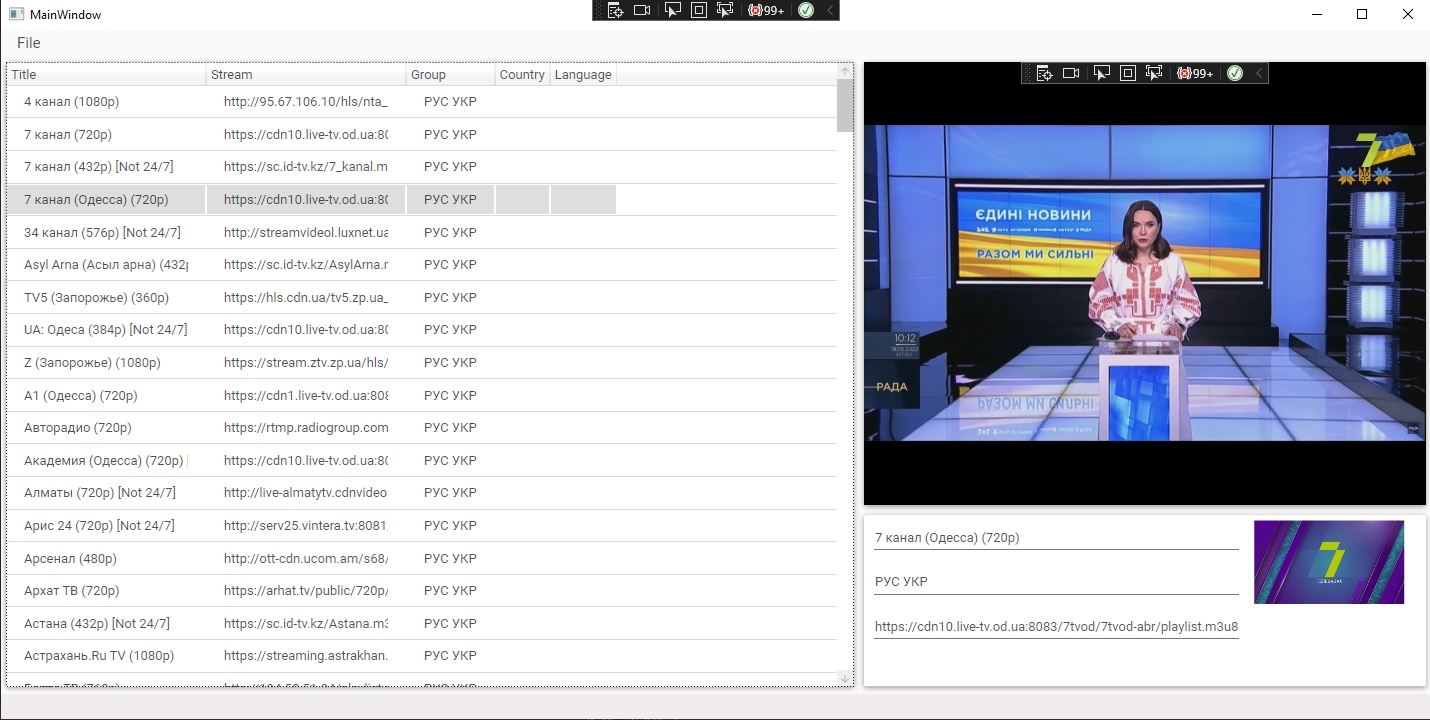 MainWindow
99+
File
Title Stream Group Country Language
4 канал (1080p) http://95.67.106.10/hls/nta_ РУС УКР
7 канал (720p) https://cdn10.live-tv.od.ua:80 РУС УКР
7 канал (432p) [Not 24/7] https://sc.id-tv.kz/7_kanal.m РУС УКР
7 канал (Одесса) (720p) https://cdn10.live-tv.od.ua:80 РУС УКР
34 канал (576p) [Not 24/7] http://streamvideol.luxnet.ua РУС УКР
Asyl Arna (Асыл арна) (432p https://sc.id-tv.kz/AsylArna.r РУС УКР
TV5 (Запорожье) (360p) https://hls.cdn.ua/tv5.zp.ua_ РУС УКР
UA: Одеса (384p) [Not 24/7] https://cdn10.live-tv.od.ua:80 РУС УКР
Z (Запорожье) (1080p) https://stream.ztv.zp.ua/hls/ РУС УКР
А1 (Одесса) (720p) https://cdn1.live-tv.od.ua:808 РУС УКР
Авторадио (720p) https://rtmp.radiogroup.com РУС УКР
Академия (Одесса) (720p) [ https://cdn10.live-tv.od.ua:80 РУС УКР
Алматы (720p) [Not 24/7] http://live-almatytv.cdnvideo РУС УКР
Арис 24 (720p) [Not 24/7] http://serv25.vintera.tv:8081 РУС УКР
Арсенал (480p) http://ott-cdn.ucom.am/s68/ РУС УКР
Архат ТВ (720p) https://arhat.tv/public/720p/ РУС УКР
Астана (432p) [Not 24/7] https://sc.id-tv.kz/Astana.m3 РУС УКР
Астрахань.Ru TV (1080p) https://streaming.astrakhan. РУС УКР
99+
7
ЄДИНІ НОВИНИ
РАЗОМ МИ СИЛЬНІ
10:12
РАДА
7 канал (Одесса) (720p)
РУС УКР
https://cdn10.live-tv.od.ua:8083/7tvod/7tvod-abr/playlist.m3u8
7